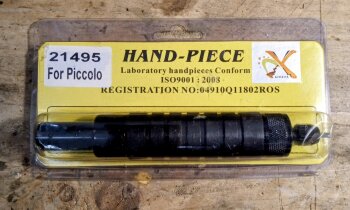 21495
For Piccolo
HAND-PIECE
Laboratory handpieces Conform
ISO9001 : 2008
REGISTRATION NO:04910Q11802ROS